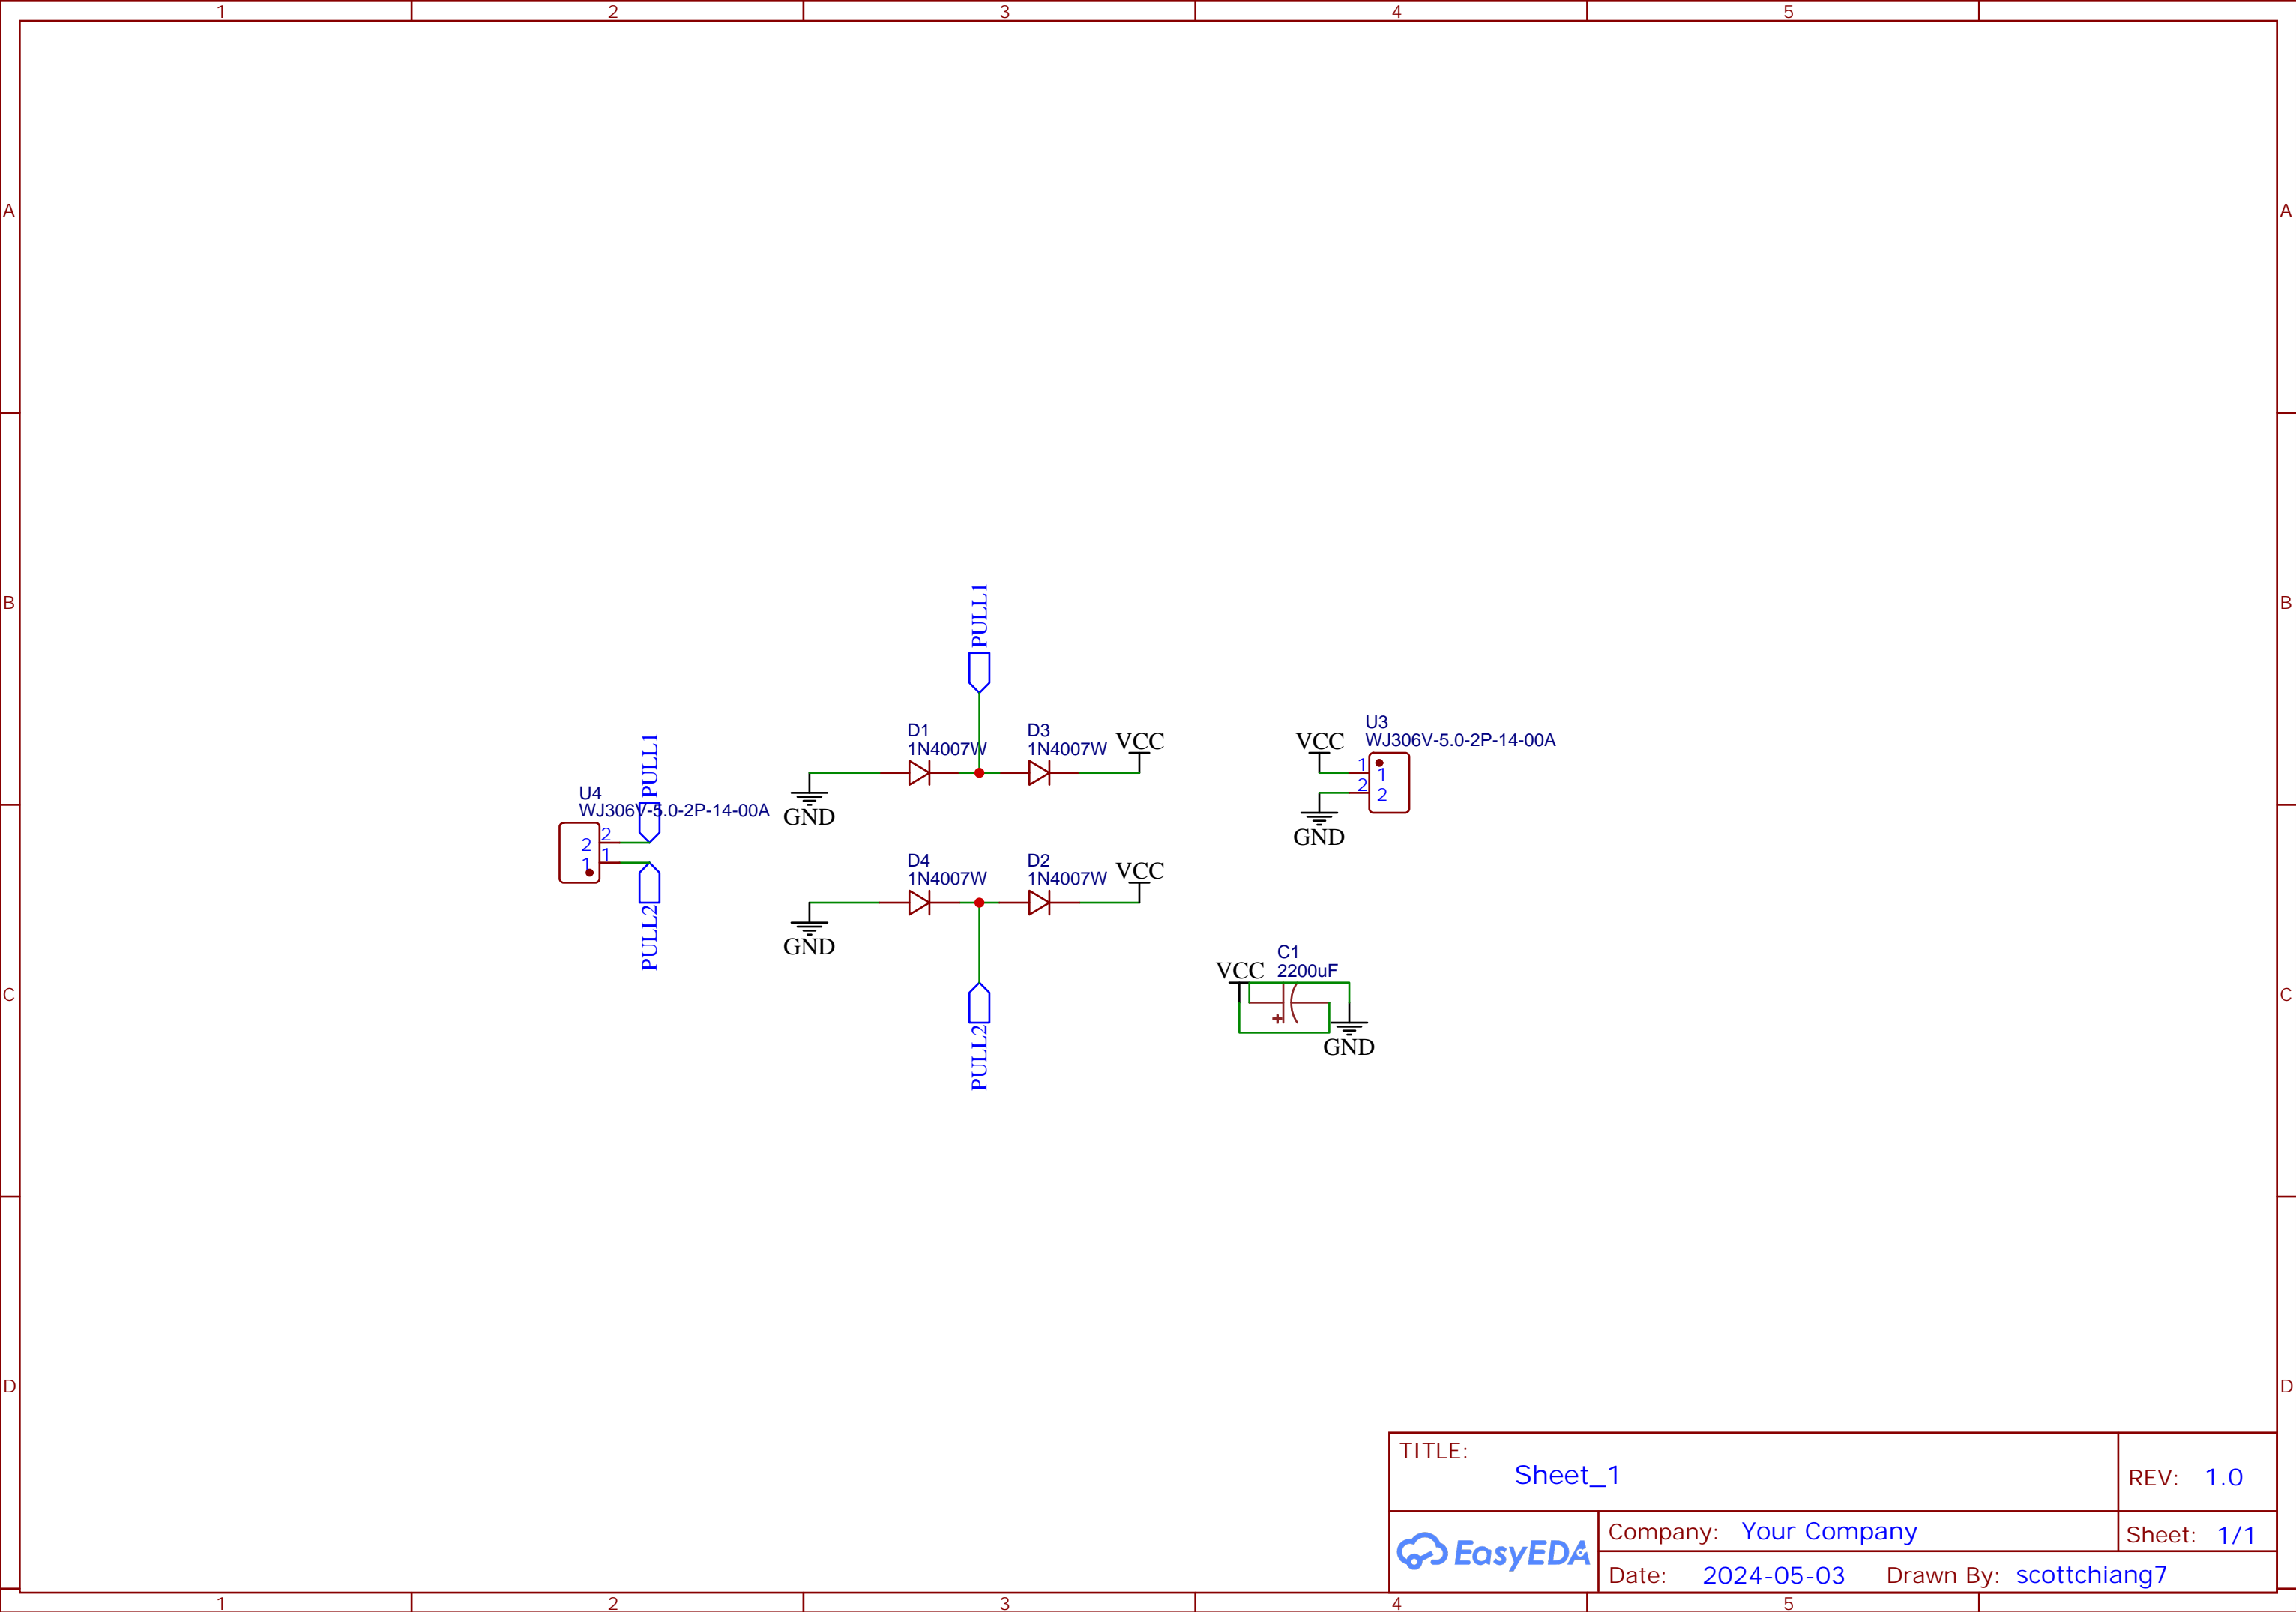 1 2 3 4 5
A A
B B
C C
D D
PULL1
D1
1N4007W
D3
1N4007W
VCC
GND
U4
WJ306V-5.0-2P-14-00A
PULL1
2 2
1 1
PULL2
VCC
U3
WJ306V-5.0-2P-14-00A
1 1
2 2
GND
D4
1N4007W
D2
1N4007W
VCC
GND
PULL2
C1
VCC 2200uF
+
GND
TITLE:
Sheet_1
REV: 1.0
EasyEDA
Company: Your Company
Sheet: 1/1
Date: 2024-05-03 Drawn By: scottchiang7
1 2 3 4 5